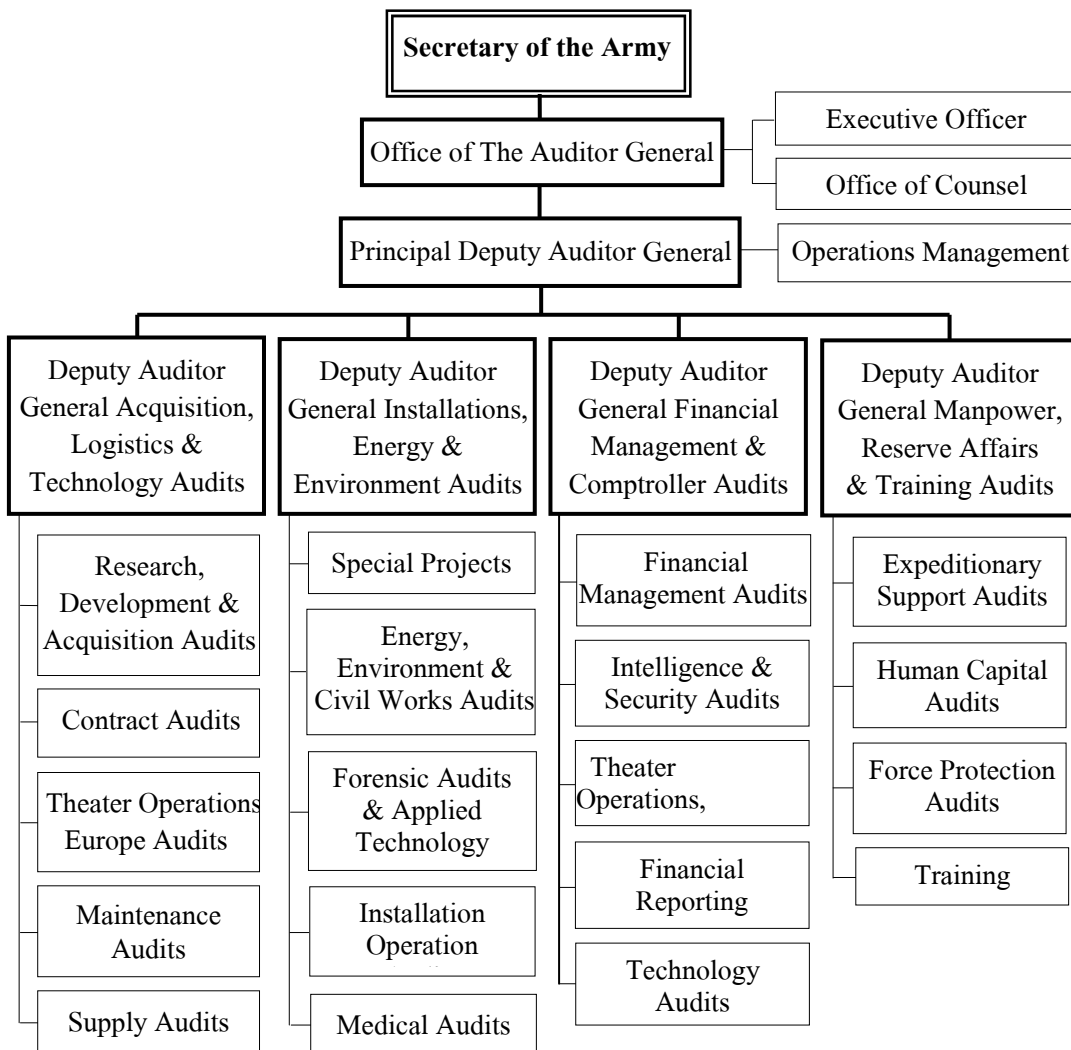 Secretary of the Army
Office of The Auditor General
Executive Officer
Office of Counsel
Principal Deputy Auditor General
Operations Management
Deputy Auditor
General Acquisition,
Logistics &
Technology Audits
Deputy Auditor
General Installations,
Energy &
Environment Audits
Deputy Auditor
General Financial
Management &
Comptroller Audits
Deputy Auditor
General Manpower,
Reserve Affairs
& Training Audits
Research,
Development &
Acquisition Audits
Contract Audits
Theater Operations
Europe Audits
Maintenance
Audits
Supply Audits
Special Projects
Energy,
Environment &
Civil Works Audits
Forensic Audits
& Applied
Technology
Installation
Operation
Medical Audits
Financial
Management Audits
Intelligence &
Security Audits
Theater
Operations,
Financial
Reporting
Technology
Audits
Expeditionary
Support Audits
Human Capital
Audits
Force Protection
Audits
Training